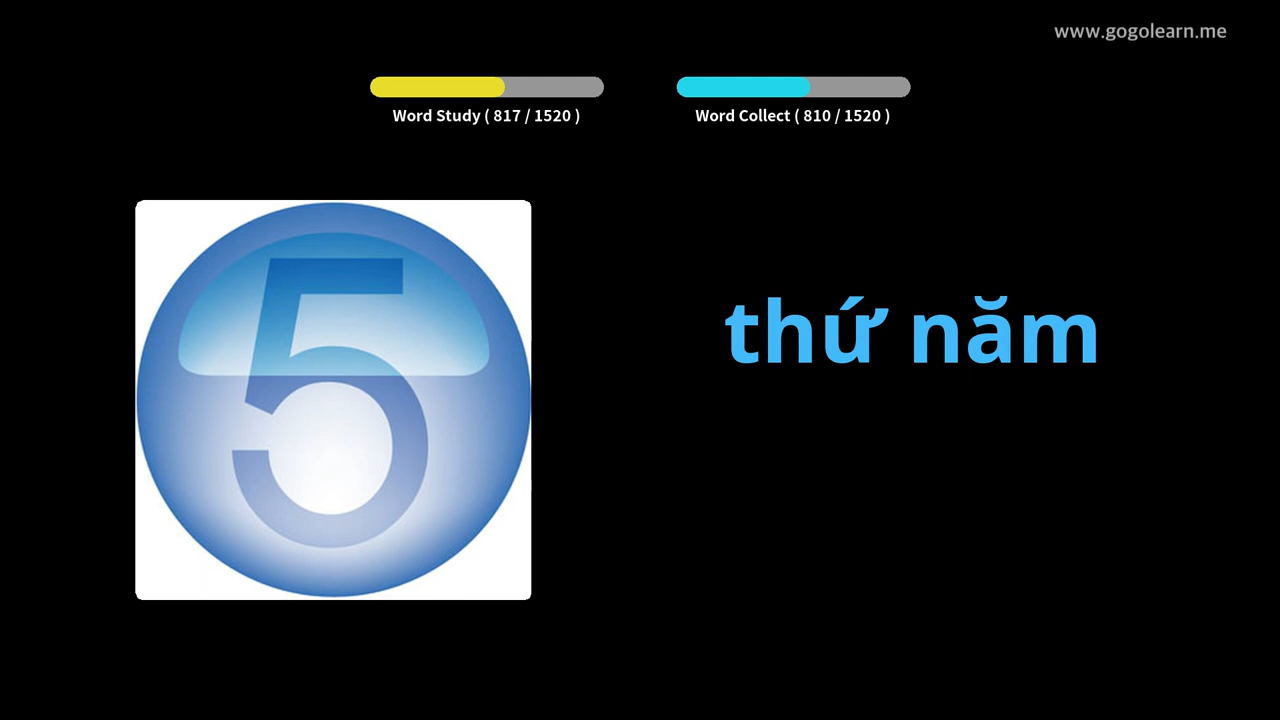 www.gogolearn.me
Word Study ( 817 / 1520 )
Word Collect ( 810 / 1520 )
5
thứ năm